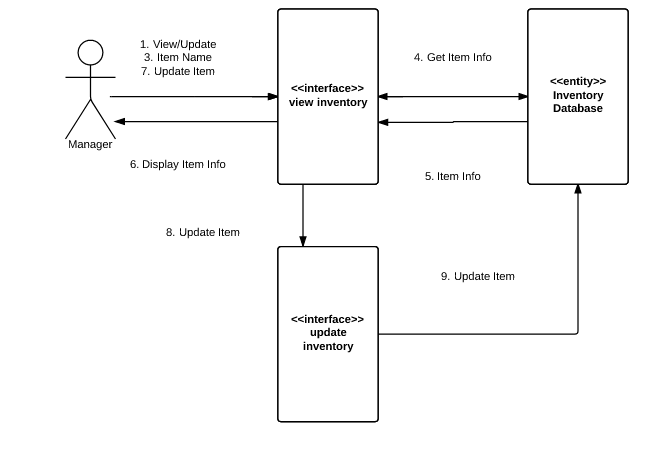 1. View/Update
3. Item Name
7. Update Item
Manager
6. Display Item Info
<<interface>>
view inventory
4. Get Item Info
5. Item Info
<<entity>>
Inventory
Database
8. Update Item
<<interface>>
update
inventory
9. Update Item